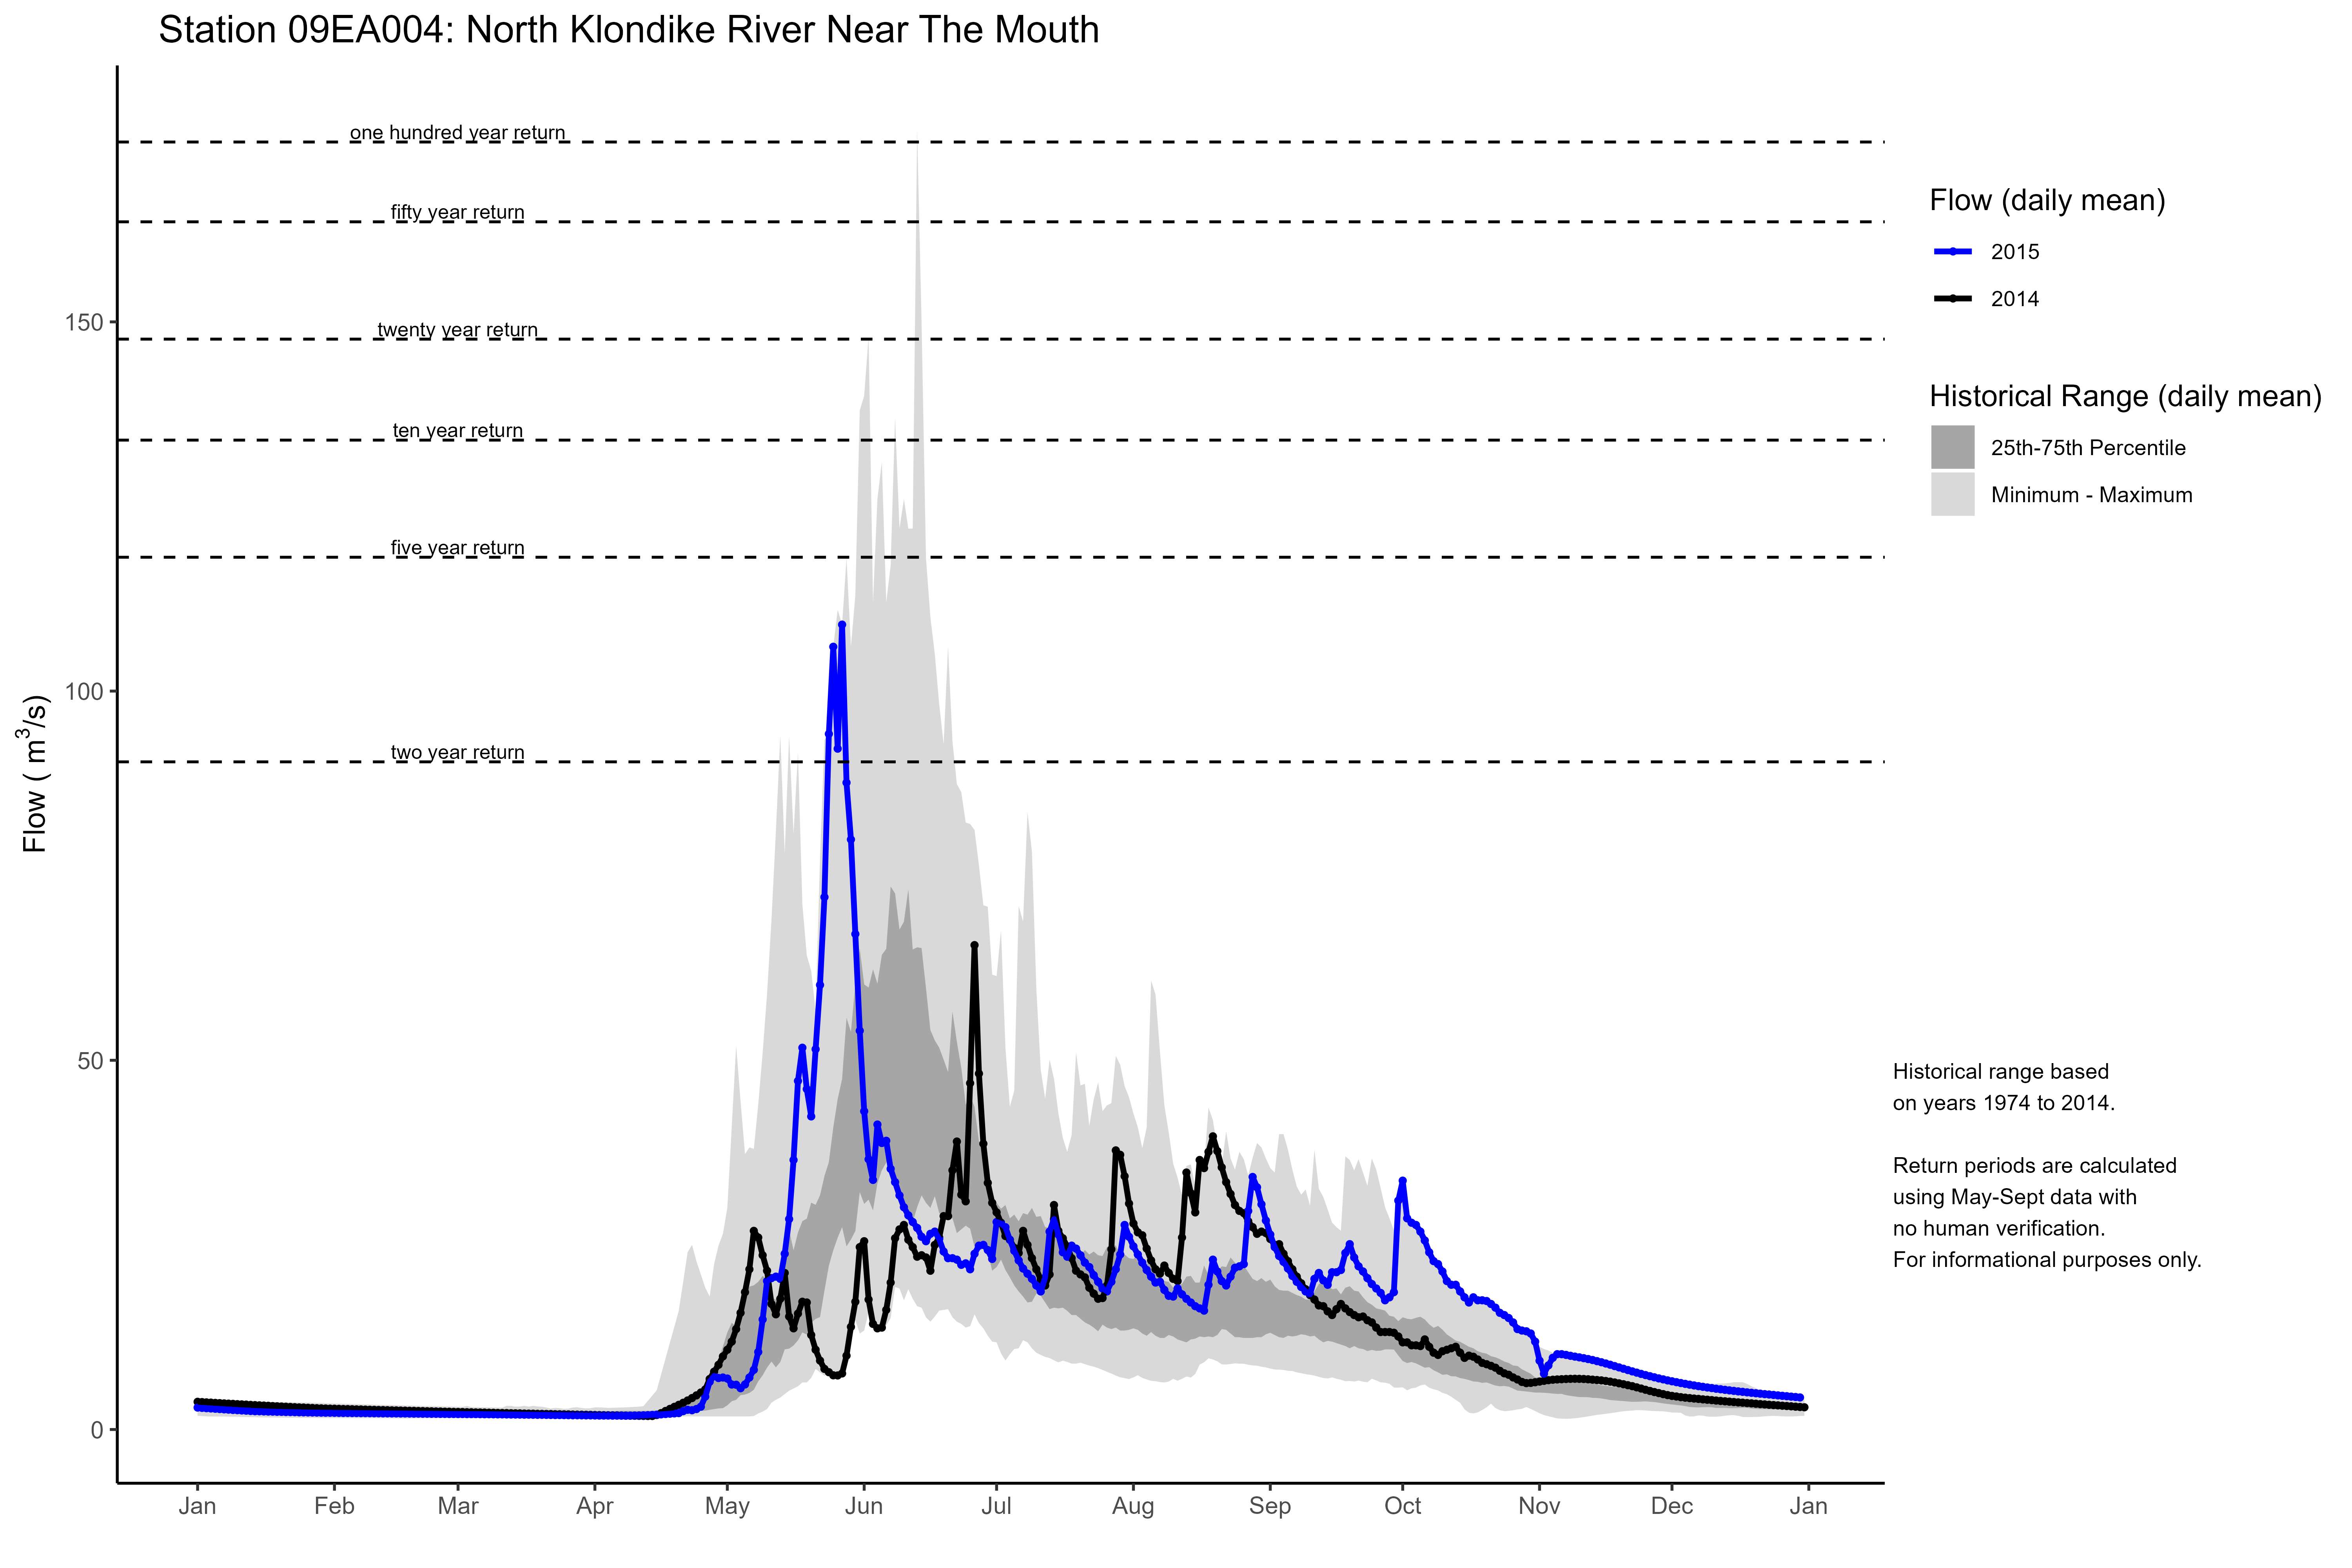 Station 09EA004: North Klondike River Near The Mouth
one hundred year return
fifty year return
twenty year return
ten year return
five year return
two year return
Flow ( m³/s)
150
100
50
0
Jan Feb Mar Apr May Jun Jul Aug Sep Oct Nov Dec Jan
Flow (daily mean)
2015
2014
Historical Range (daily mean)
25th-75th Percentile
Minimum - Maximum
Historical range based
on years 1974 to 2014.
Return periods are calculated
using May-Sept data with
no human verification.
For informational purposes only.